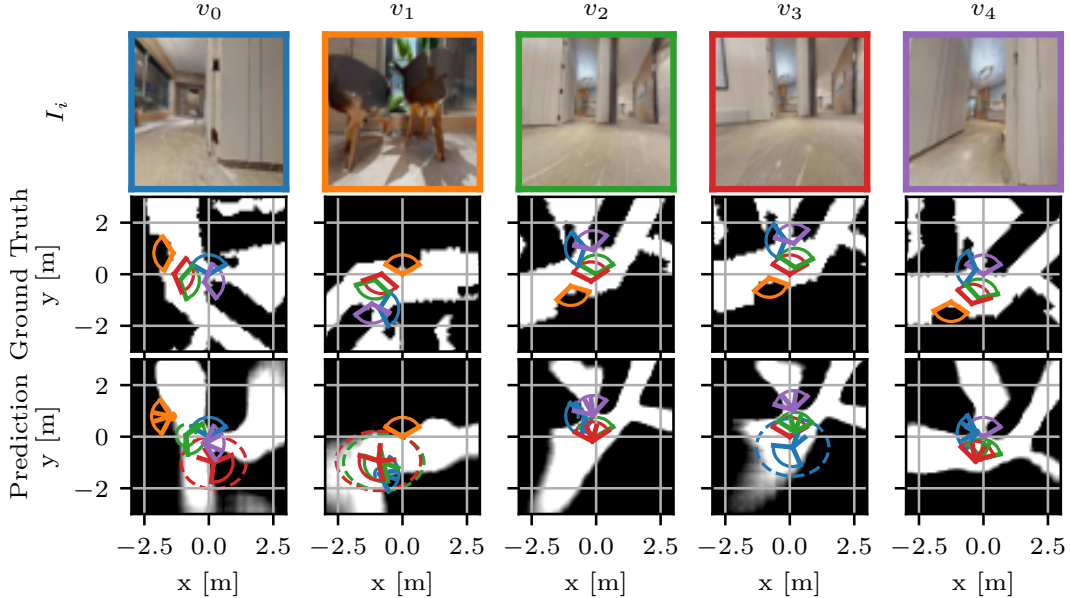 v₀ v₁ v₂ v₃ v₄
Iᵢ
Ground Truth
y [m]
2
0
−2
Prediction
y [m]
2
0
−2
−2.5 0.0 2.5 −2.5 0.0 2.5 −2.5 0.0 2.5 −2.5 0.0 2.5 −2.5 0.0 2.5
x [m] x [m] x [m] x [m] x [m]